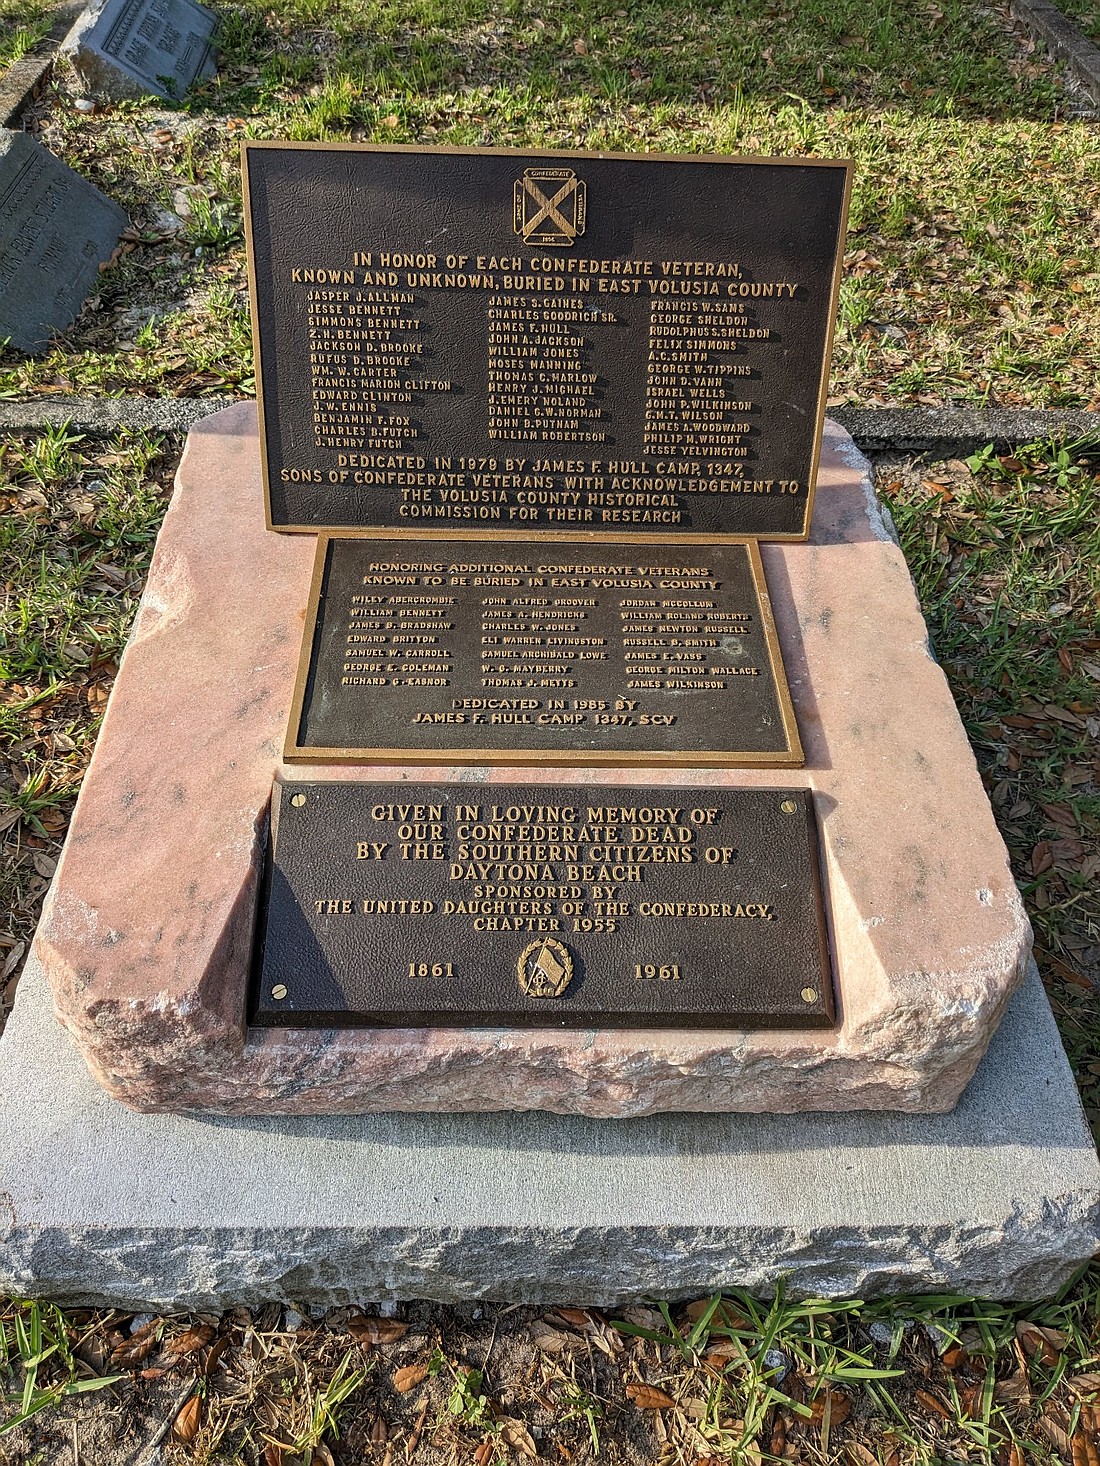 CONFEDERATE
VETERANS
1896
IN HONOR OF EACH CONFEDERATE VETERAN,
KNOWN AND UNKNOWN, BURIED IN EAST VOLUSIA COUNTY
JASPER J. ALLMAN
JESSE BENNETT
SIMMONS BENNETT
Z. H. BENNETT
JACKSON D. BROOKE
RUFUS D. BROOKE
WM. W. CARTER
FRANCIS MARION CLIFTON
EDWARD CLINTON
J. W. ENNIS
BENJAMIN F. FOX
CHARLES B. FUTCH
J. HENRY FUTCH
JAMES S. GAINES
CHARLES GOODRICH SR.
JAMES F. HULL
JOHN A. JACKSON
WILLIAM JONES
MOSES MANNING
THOMAS C. MARLOW
HENRY J. MICHAEL
J. EMERY NOLAND
DANIEL G. W. NORMAN
JOHN B. PUTNAM
WILLIAM ROBERTSON
FRANCIS W. SAMS
GEORGE SHELDON
RUDOLPHUS S. SHELDON
FELIX SIMMONS
A. C. SMITH
GEORGE W. TIPPINS
JOHN D. VANN
ISRAEL WELLS
JOHN P. WILKINSON
C. M. T. WILSON
JAMES A. WOODWARD
PHILIP M. WRIGHT
JESSE YELVINGTON
DEDICATED IN 1979 BY JAMES F. HULL CAMP, 1347,
SONS OF CONFEDERATE VETERANS WITH ACKNOWLEDGEMENT TO
THE VOLUSIA COUNTY HISTORICAL
COMMISSION FOR THEIR RESEARCH
HONORING ADDITIONAL CONFEDERATE VETERANS
KNOWN TO BE BURIED IN EAST VOLUSIA COUNTY
WILEY ABERCROMBIE
WILLIAM BENNETT
JAMES B. BRADSHAW
EDWARD BRITTON
SAMUEL W. CARROLL
GEORGE E. COLEMAN
RICHARD G. EASNOR
JOHN ALFRED GROOVER
JAMES A. HENDRICKS
CHARLES W. JONES
ELI WARREN LIVINGSTON
SAMUEL ARCHIBALD LOWE
W. G. MAYBERRY
THOMAS J. METTS
JORDAN MCCOLLUM
WILLIAM ROLAND ROBERTS
JAMES NEWTON RUSSELL
RUSSELL B. SMITH
JAMES E. VASS
GEORGE MILTON WALLACE
JAMES WILKINSON
DEDICATED IN 1985 BY
JAMES F. HULL CAMP 1347, SCV
GIVEN IN LOVING MEMORY OF
OUR CONFEDERATE DEAD
BY THE SOUTHERN CITIZENS OF
DAYTONA BEACH
SPONSORED BY
THE UNITED DAUGHTERS OF THE CONFEDERACY,
CHAPTER 1955
1861 1961